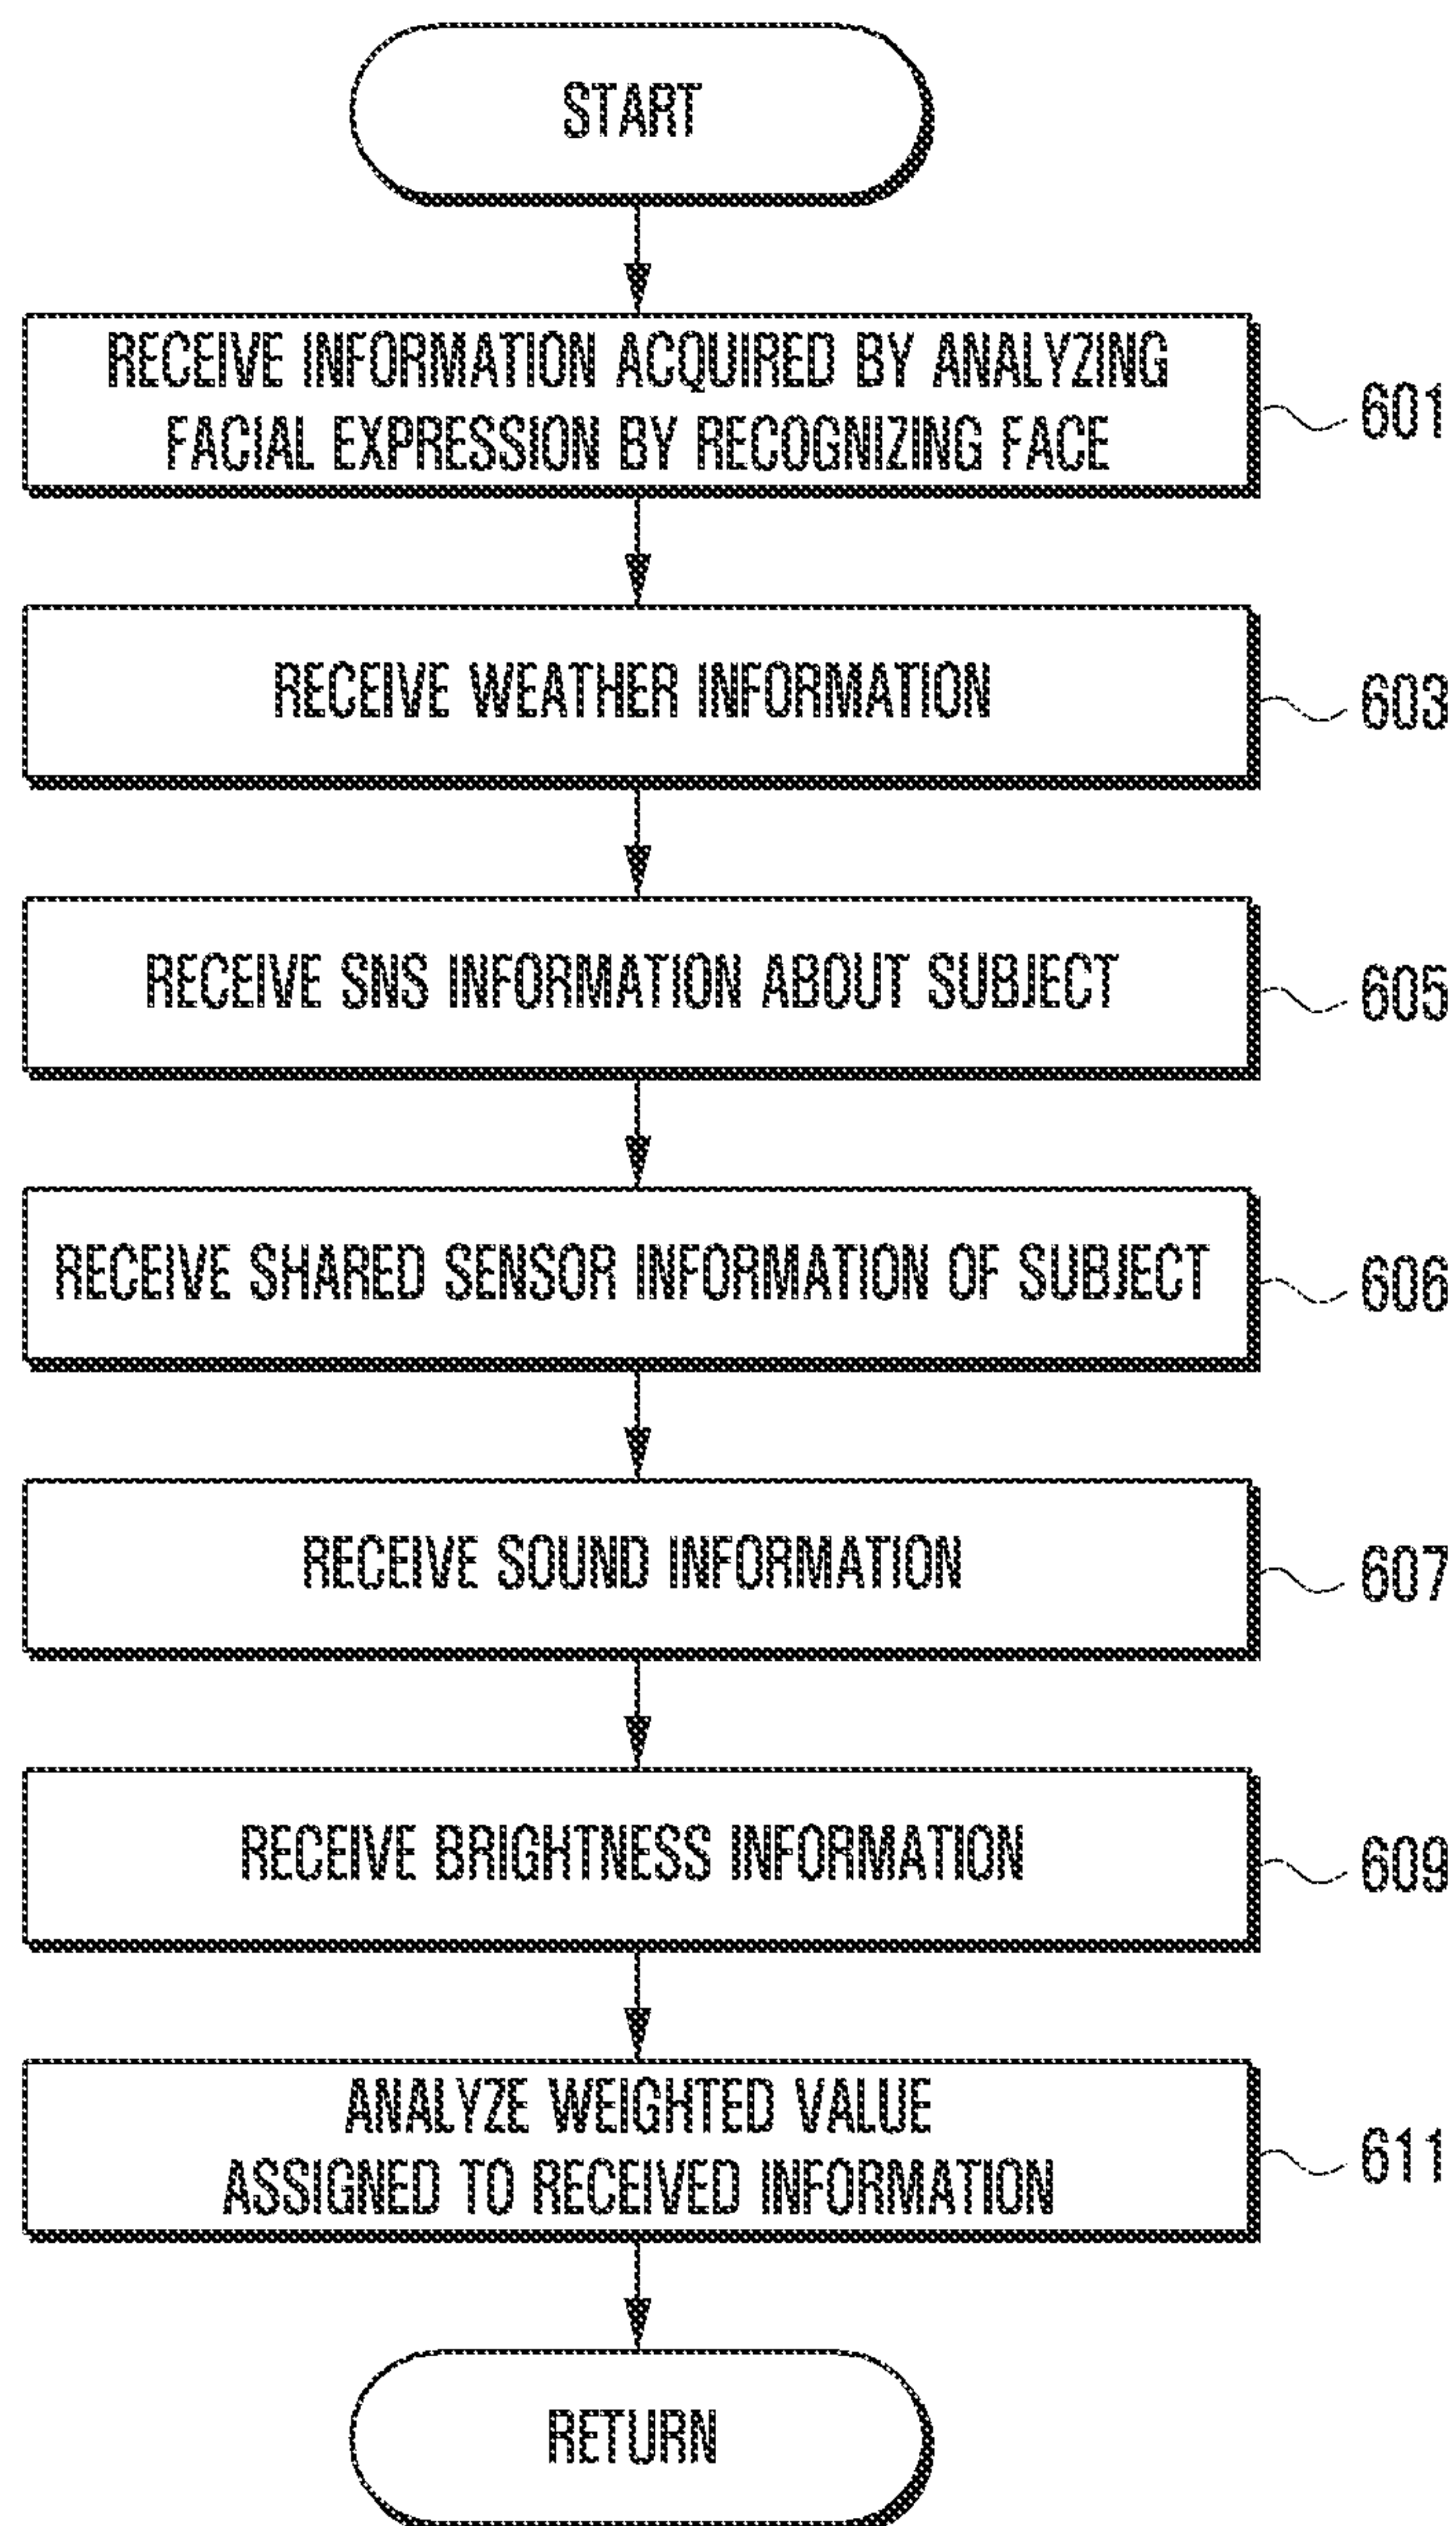 START
RECEIVE INFORMATION ACQUIRED BY ANALYZING
FACIAL EXPRESSION BY RECOGNIZING FACE
601
RECEIVE WEATHER INFORMATION
603
RECEIVE SNS INFORMATION ABOUT SUBJECT
605
RECEIVE SHARED SENSOR INFORMATION OF SUBJECT
606
RECEIVE SOUND INFORMATION
607
RECEIVE BRIGHTNESS INFORMATION
609
ANALYZE WEIGHTED VALUE
ASSIGNED TO RECEIVED INFORMATION
611
RETURN